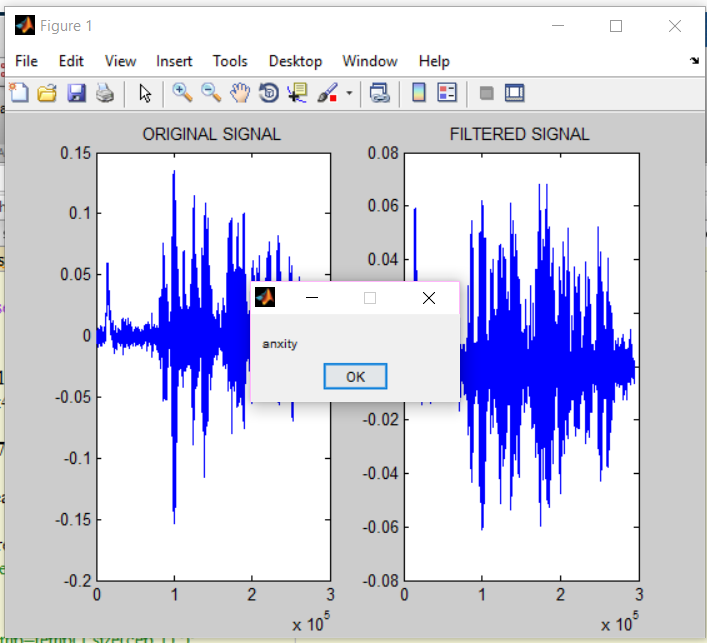 Figure 1
File Edit View Insert Tools Desktop Window Help
ORIGINAL SIGNAL
0.15
0.1
0.05
0
-0.05
-0.1
-0.15
-0.2
0 1 2 3
x 10^5
FILTERED SIGNAL
0.08
0.06
0.04
-0.02
-0.04
-0.06
-0.08
0 1 2 3
x 10^5
anxity
OK